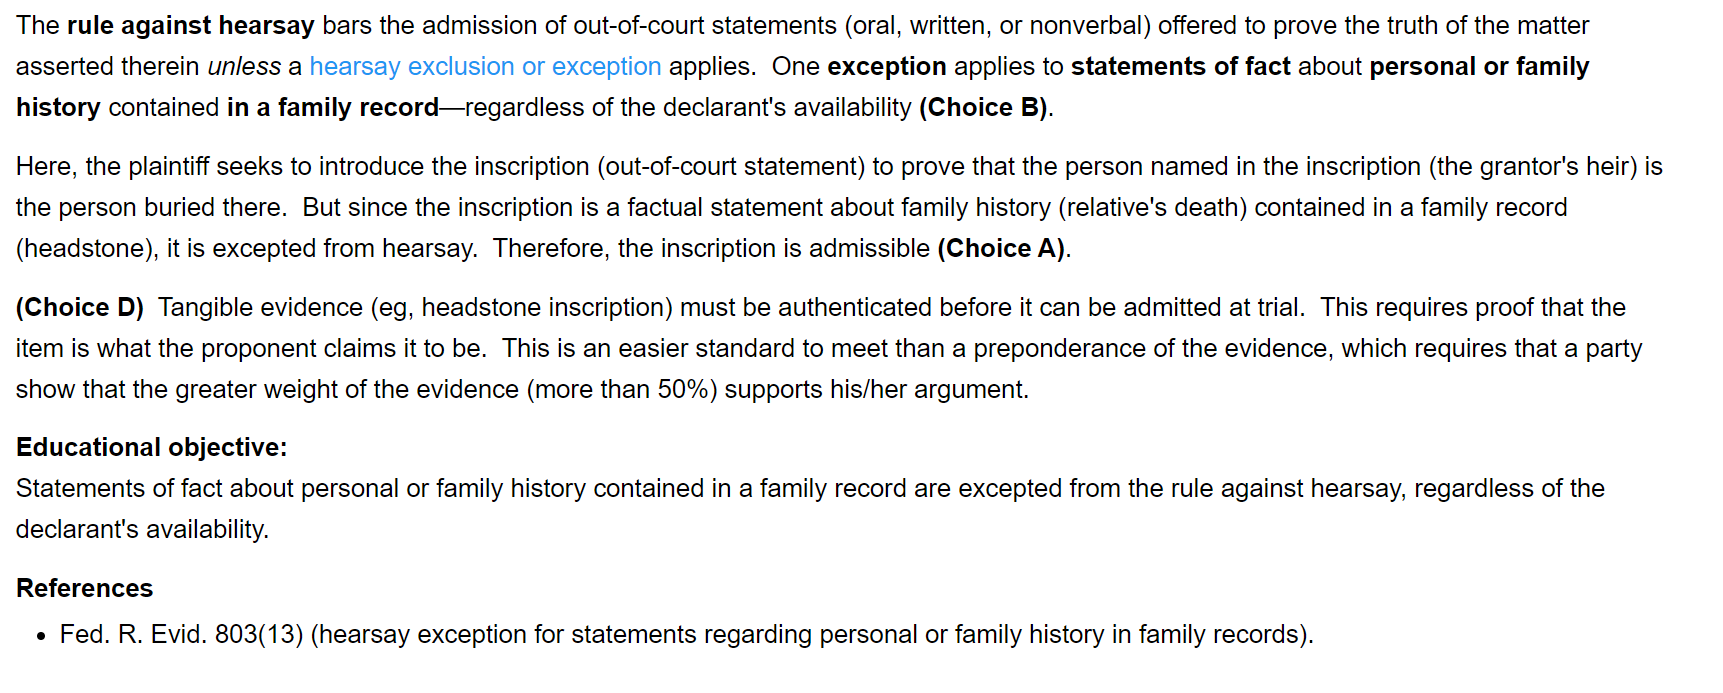 The rule against hearsay bars the admission of out-of-court statements (oral, written, or nonverbal) offered to prove the truth of the matter
asserted therein unless a hearsay exclusion or exception applies.  One exception applies to statements of fact about personal or family
history contained in a family record—regardless of the declarant's availability (Choice B).
Here, the plaintiff seeks to introduce the inscription (out-of-court statement) to prove that the person named in the inscription (the grantor's heir) is
the person buried there.  But since the inscription is a factual statement about family history (relative's death) contained in a family record
(headstone), it is excepted from hearsay.  Therefore, the inscription is admissible (Choice A).
(Choice D)  Tangible evidence (eg, headstone inscription) must be authenticated before it can be admitted at trial.  This requires proof that the
item is what the proponent claims it to be.  This is an easier standard to meet than a preponderance of the evidence, which requires that a party
show that the greater weight of the evidence (more than 50%) supports his/her argument.
Educational objective:
Statements of fact about personal or family history contained in a family record are excepted from the rule against hearsay, regardless of the
declarant's availability.
References
• Fed. R. Evid. 803(13) (hearsay exception for statements regarding personal or family history in family records).